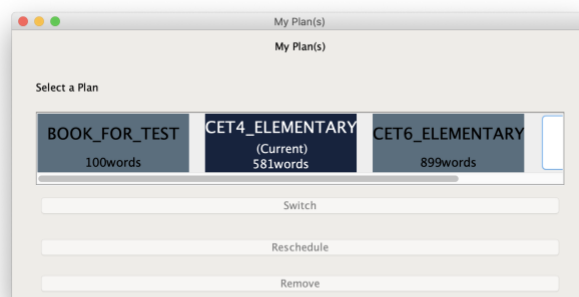 My Plan(s)
My Plan(s)
Select a Plan
BOOK_FOR_TEST
100words
CET4_ELEMENTARY
(Current)
581words
CET6_ELEMENTARY
899words
Switch
Reschedule
Remove